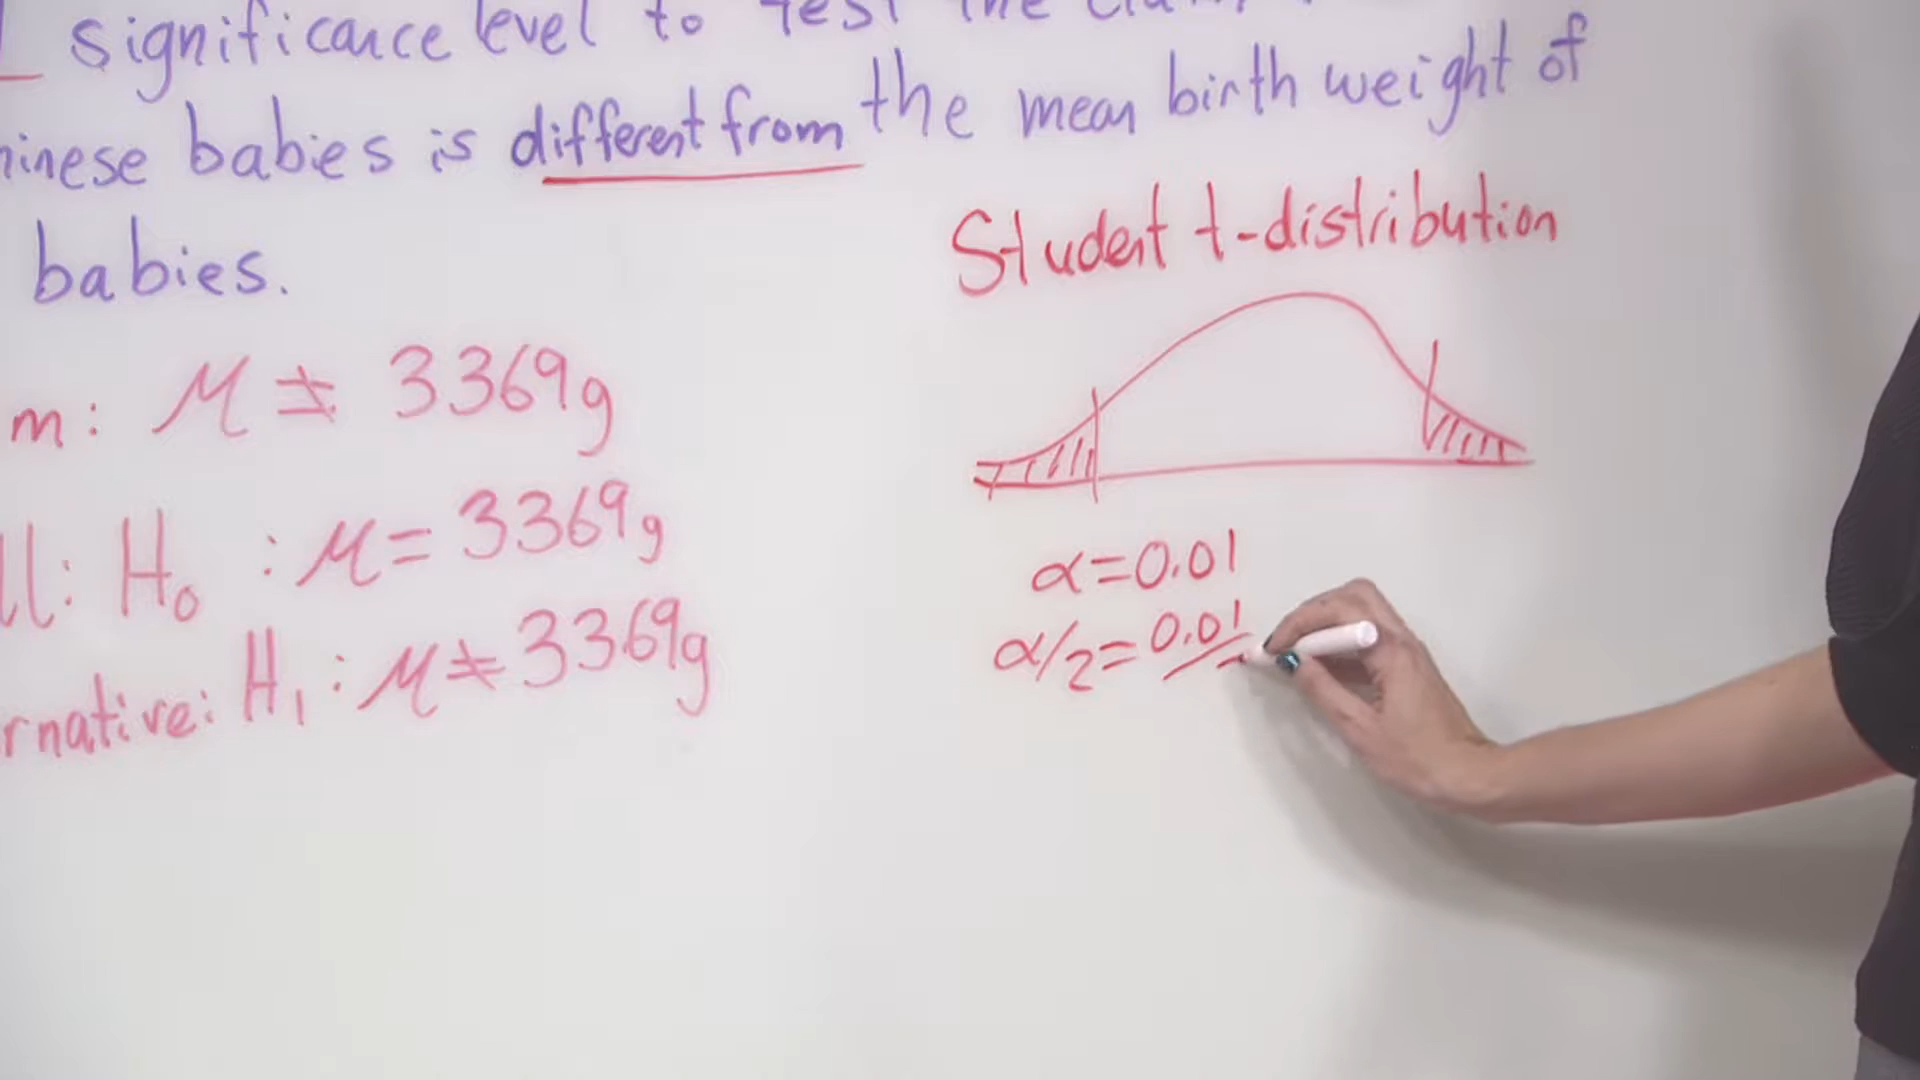 significance level to Test the claim
inese babies is different from the mean birth weight of
babies.
m: μ ≠ 3369g
ll: H₀ : μ = 3369g
rnative: H₁ : μ ≠ 3369g
Student t-distribution
α=0.01
α/2=0.01